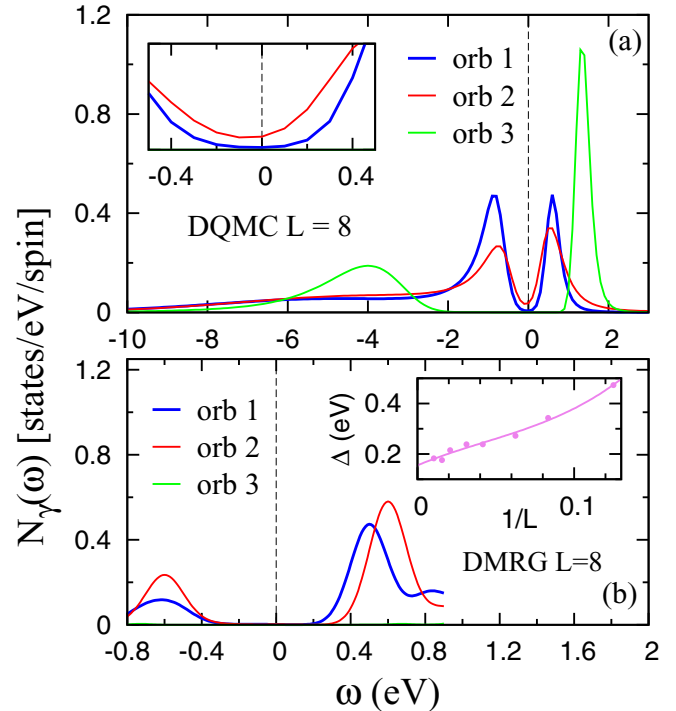 1.2
0.8
0.4
0
(a)
orb 1
orb 2
orb 3
-0.4 0 0.4
DQMC L = 8
-10 -8 -6 -4 -2 0 2
N_γ(ω) [states/eV/spin]
1.2
0.8
0.4
0
orb 1
orb 2
orb 3
Δ (eV)
0.4
0.2
0 0.1
1/L
DMRG L=8
(b)
-0.8 -0.4 0 0.4 0.8 1.2 1.6 2
ω (eV)